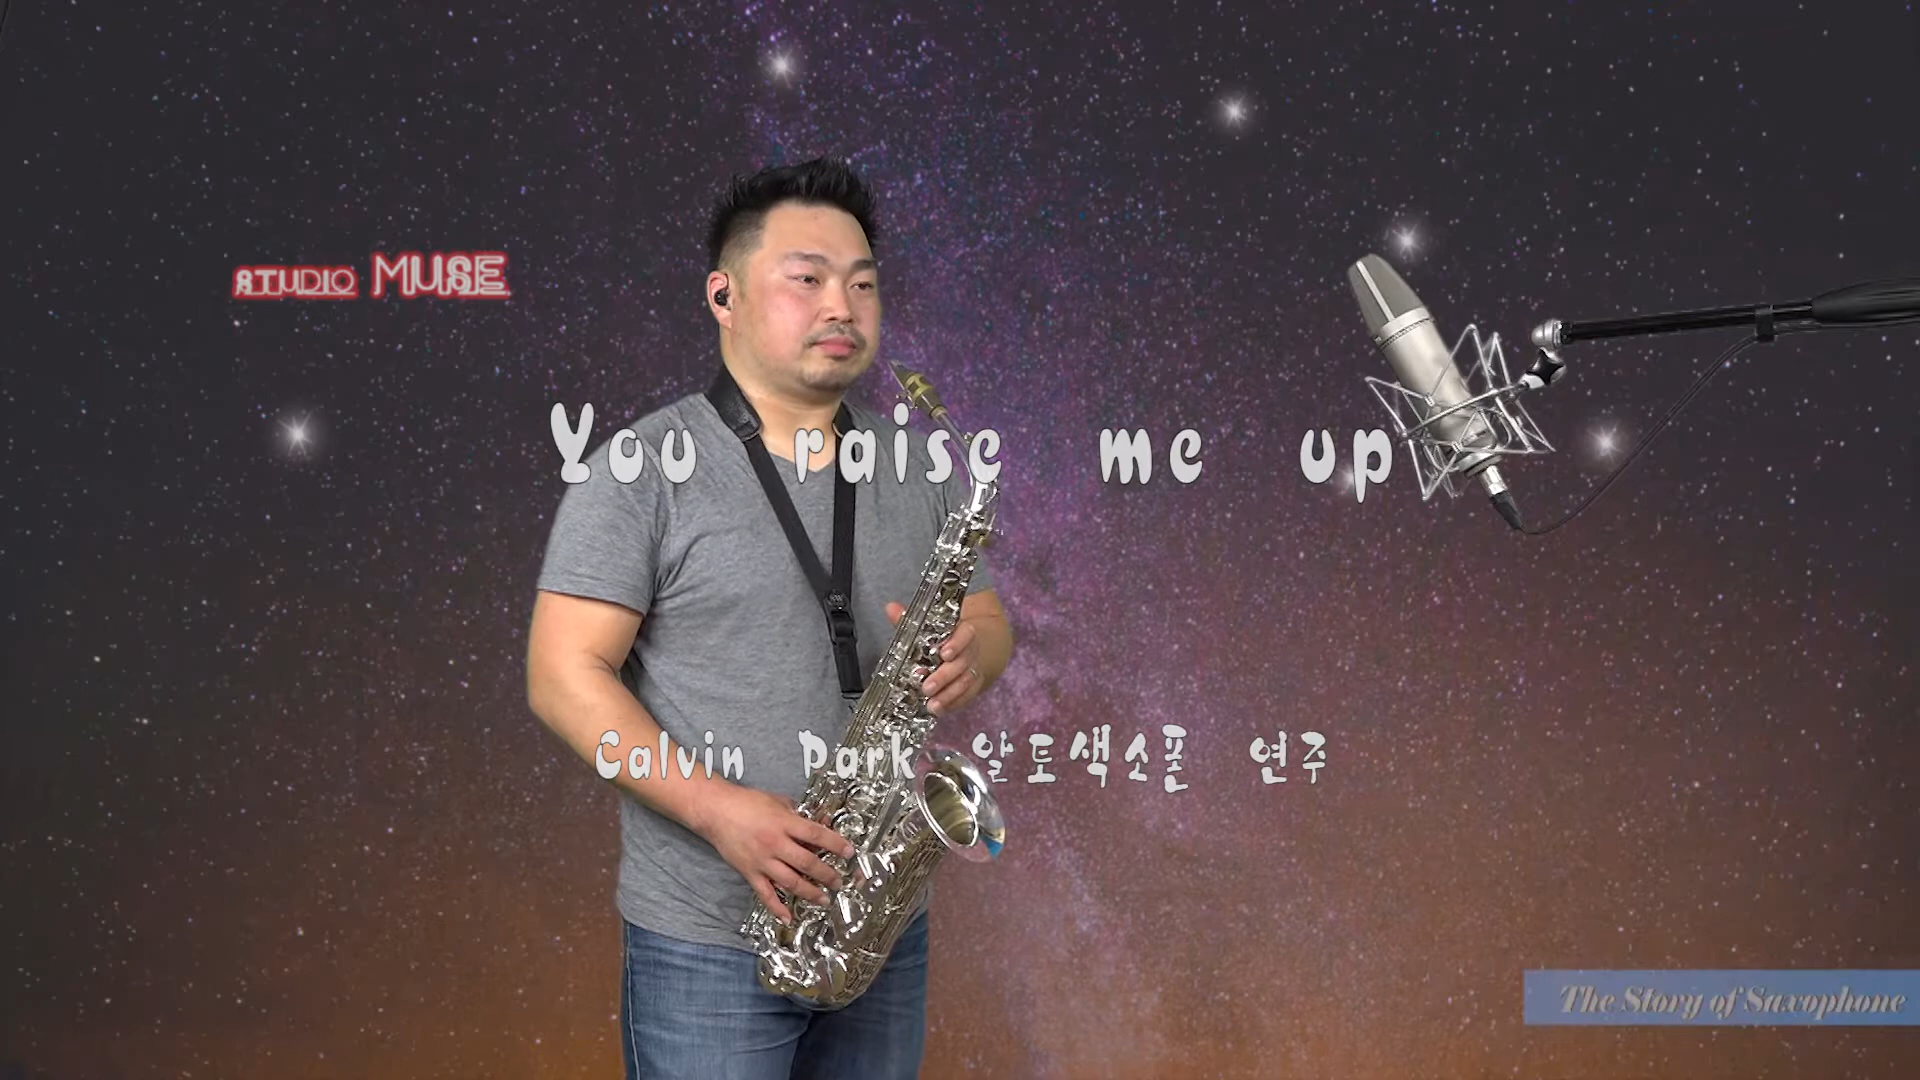 STUDIO MUSE
You raise me up
Calvin Park 알토색소폰 연주
The Story of Saxophone